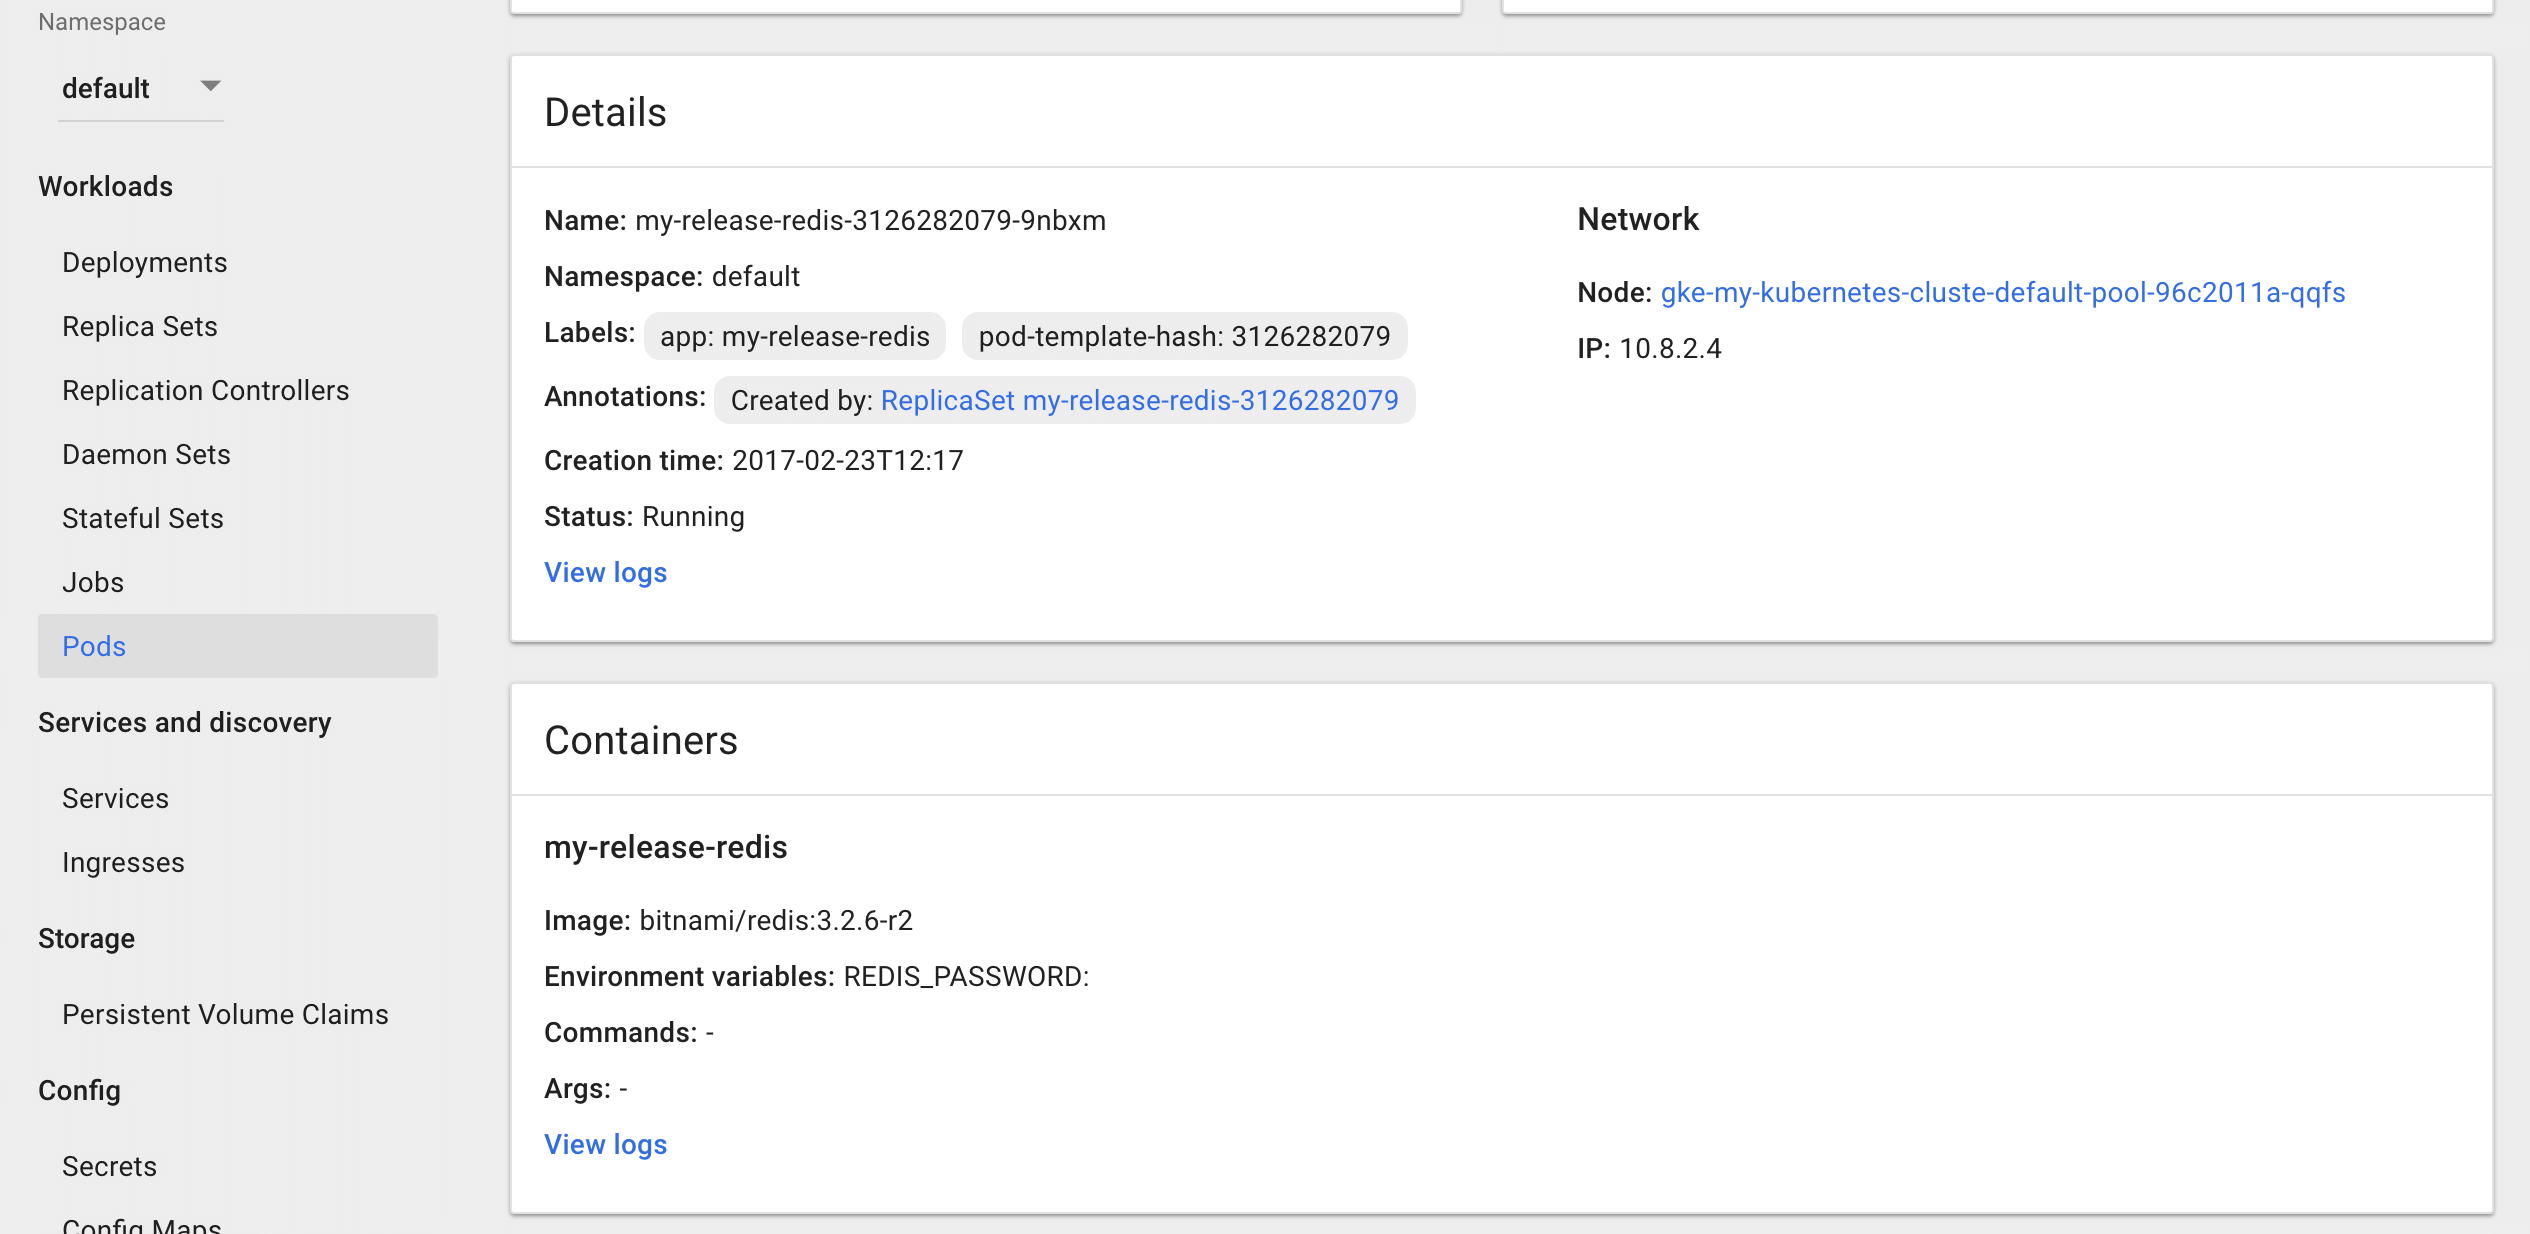 Namespace
default
Workloads
Deployments
Replica Sets
Replication Controllers
Daemon Sets
Stateful Sets
Jobs
Pods
Services and discovery
Services
Ingresses
Storage
Persistent Volume Claims
Config
Secrets
Config Maps
Details
Name: my-release-redis-3126282079-9nbxm
Namespace: default
Labels: app: my-release-redis pod-template-hash: 3126282079
Annotations: Created by: ReplicaSet my-release-redis-3126282079
Creation time: 2017-02-23T12:17
Status: Running
View logs
Network
Node: gke-my-kubernetes-cluste-default-pool-96c2011a-qqfs
IP: 10.8.2.4
Containers
my-release-redis
Image: bitnami/redis:3.2.6-r2
Environment variables: REDIS_PASSWORD:
Commands: -
Args: -
View logs